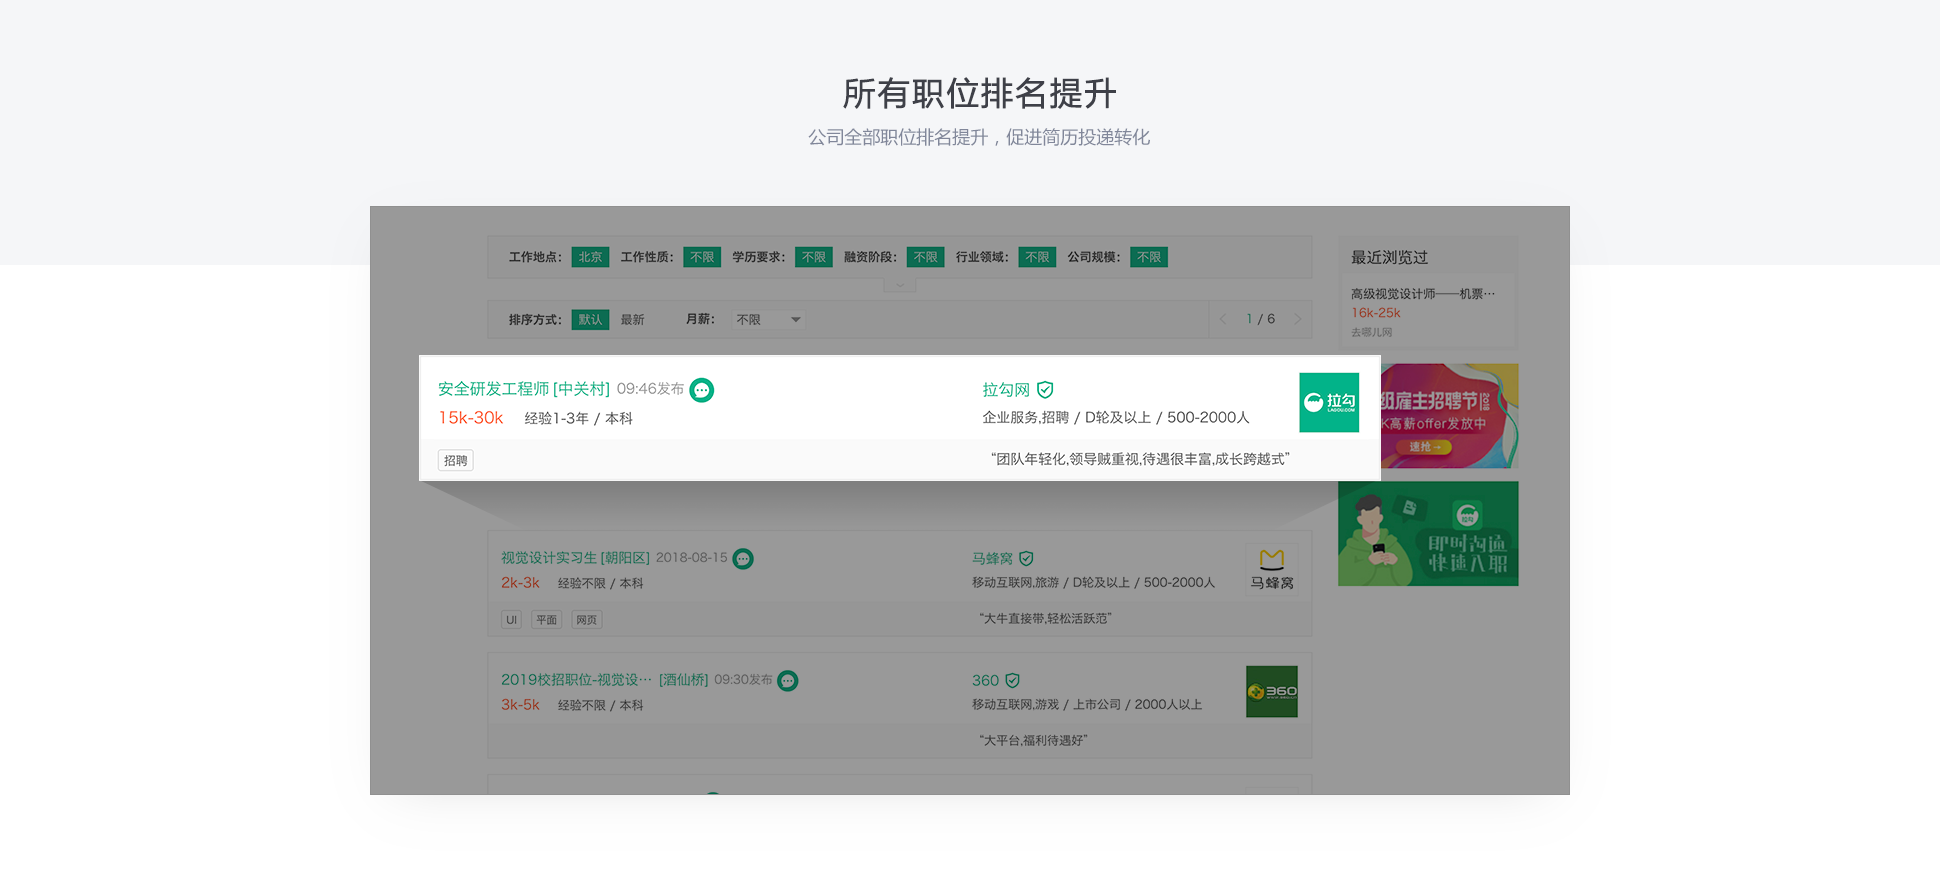 所有职位排名提升
公司全部职位排名提升，促进简历投递转化
工作地点： 北京 工作性质： 不限 学历要求： 不限 融资阶段： 不限 行业领域： 不限 公司规模： 不限
排序方式： 默认 最新 月薪： 不限 1 / 6
最近浏览过
高级视觉设计师——机票…
16k-25k
去哪儿网
安全研发工程师 [中关村] 09:46发布
15k-30k 经验1-3年 / 本科
招聘
拉勾网
企业服务,招聘 / D轮及以上 / 500-2000人
“团队年轻化,领导贼重视,待遇很丰富,成长跨越式”
拉勾
LAGOU.COM
雇主招聘节 2018
K高薪offer发放中
速抢→
拉勾
即时沟通
快速入职
视觉设计实习生 [朝阳区] 2018-08-15
2k-3k 经验不限 / 本科
UI 平面 网页
马蜂窝
移动互联网,旅游 / D轮及以上 / 500-2000人
“大牛直接带,轻松活跃范”
马蜂窝
2019校招职位-视觉设… [酒仙桥] 09:30发布
3k-5k 经验不限 / 本科
360
移动互联网,游戏 / 上市公司 / 2000人以上
“大平台,福利待遇好”
360